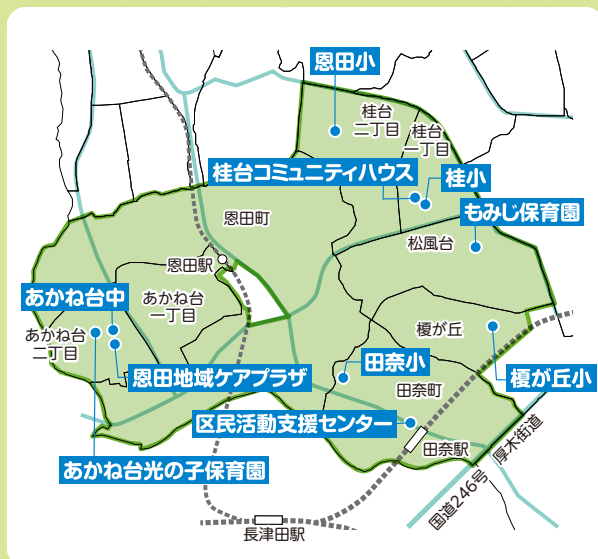 恩田小
桂台
二丁目
桂台
一丁目
桂台コミュニティハウス
桂小
もみじ保育園
恩田町
松風台
恩田駅
あかね台中
あかね台
一丁目
あかね台
二丁目
榎が丘
恩田地域ケアプラザ
田奈小
榎が丘小
田奈町
区民活動支援センター
田奈駅
厚木街道
あかね台光の子保育園
国道246号
長津田駅